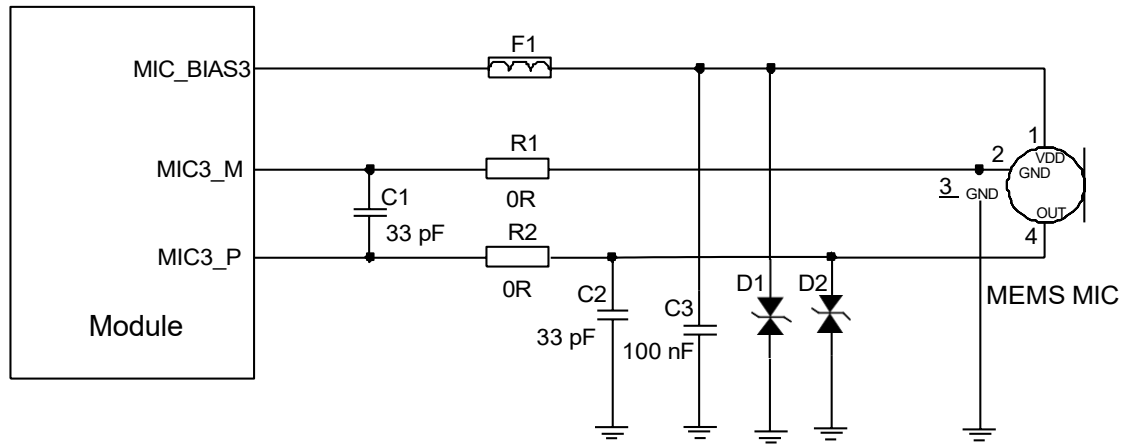 F1
MIC_BIAS3
R1
1
MIC3_M
2
VDD
GND
3 GND
C1
0R
33 pF
R2
OUT
MIC3_P
4
0R
C2
C3
D1
D2
MEMS MIC
Module
33 pF
100 nF